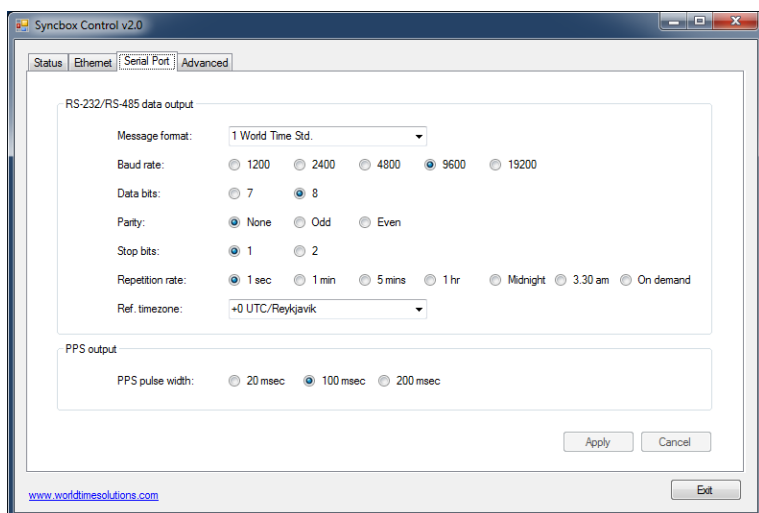 Syncbox Control v2.0
Status Ethernet Serial Port Advanced
RS-232/RS-485 data output
Message format: 1 World Time Std.
Baud rate: 1200 2400 4800 9600 19200
Data bits: 7 8
Parity: None Odd Even
Stop bits: 1 2
Repetition rate: 1 sec 1 min 5 mins 1 hr Midnight 3.30 am On demand
Ref. timezone: +0 UTC/Reykjavik
PPS output
PPS pulse width: 20 msec 100 msec 200 msec
Apply Cancel
www.worldtimesolutions.com Exit